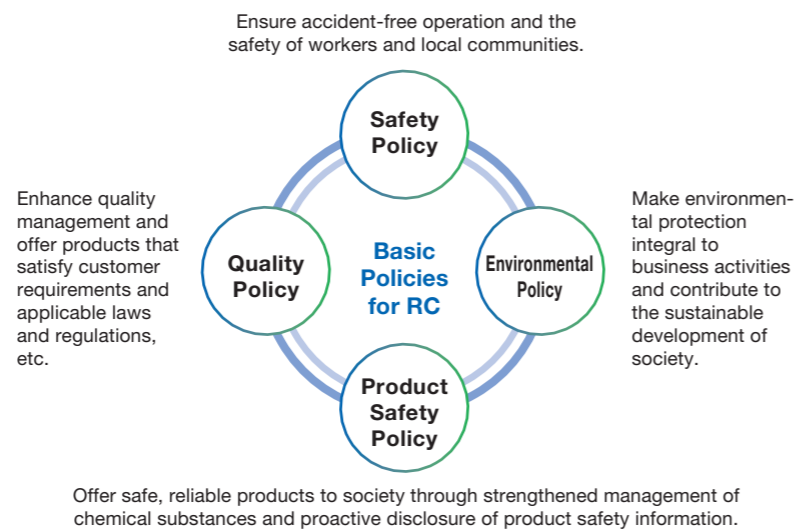 Ensure accident-free operation and the
safety of workers and local communities.
Safety
Policy
Enhance quality
management and
offer products that
satisfy customer
requirements and
applicable laws
and regulations,
etc.
Quality
Policy
Basic
Policies
for RC
Environmental
Policy
Make environmen-
tal protection
integral to
business activities
and contribute to
the sustainable
development of
society.
Product
Safety
Policy
Offer safe, reliable products to society through strengthened management of
chemical substances and proactive disclosure of product safety information.